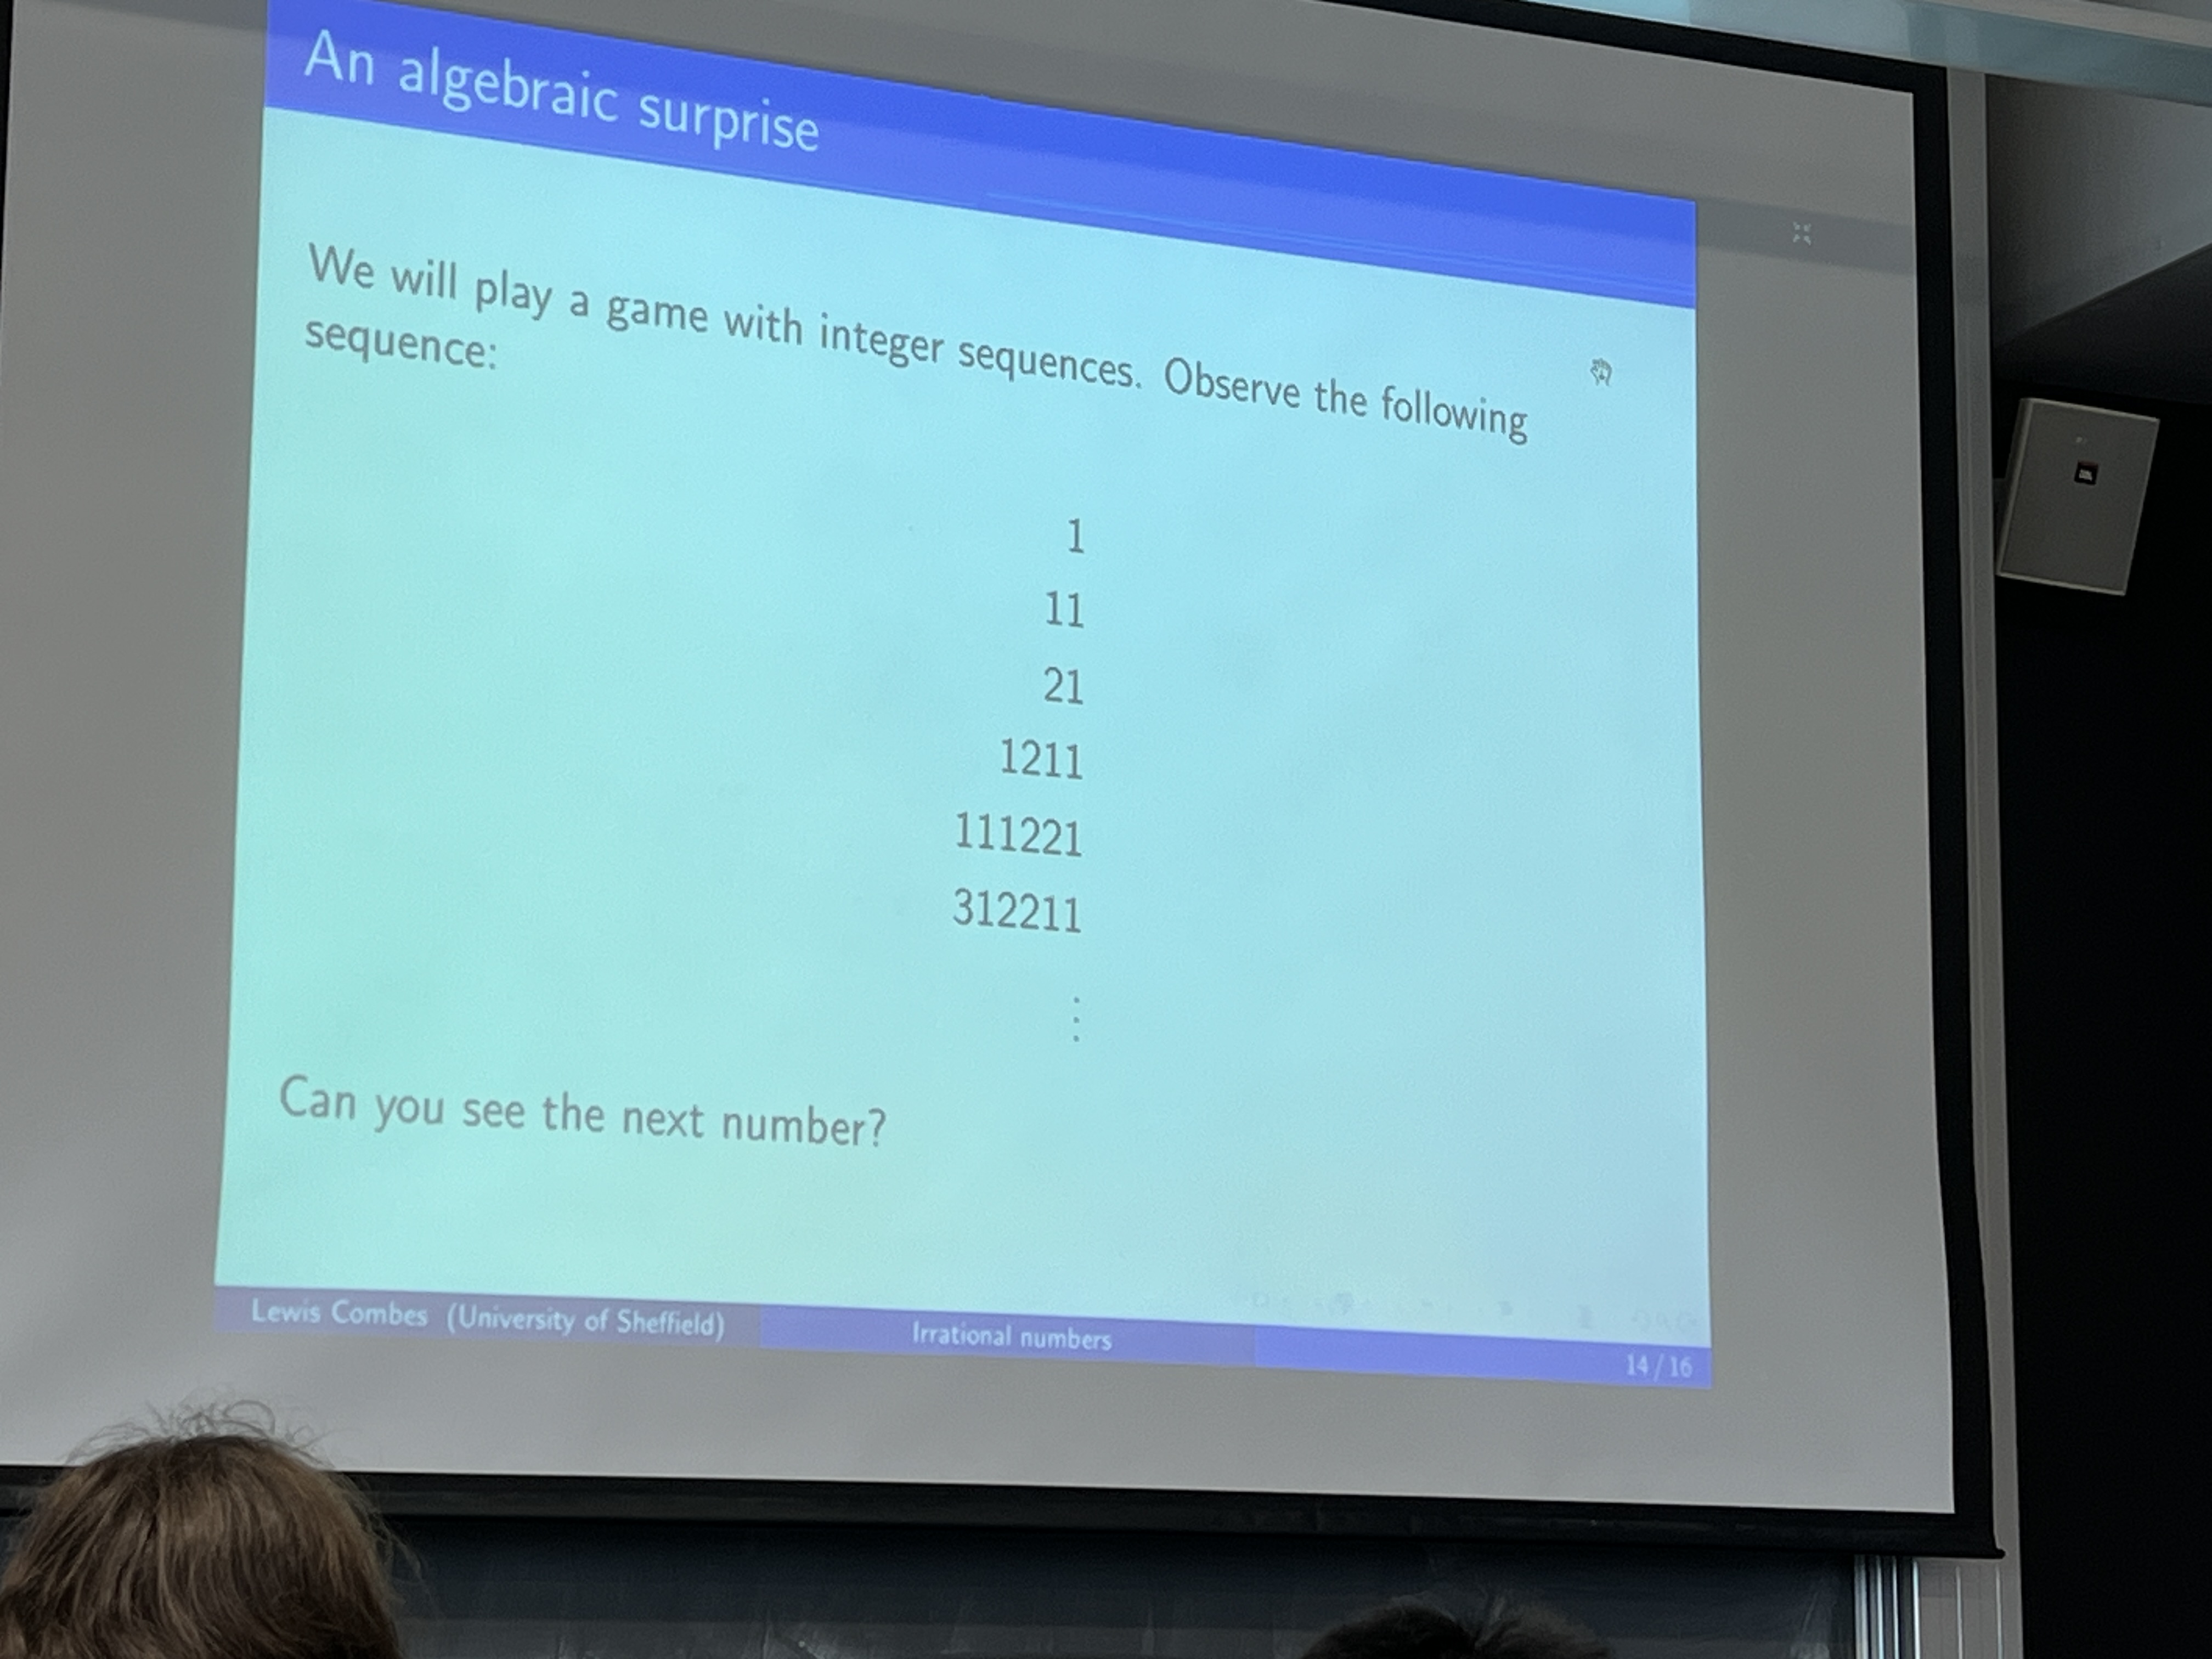 An algebraic surprise
We will play a game with integer sequences. Observe the following
sequence:
1
11
21
1211
111221
312211
⋮
Can you see the next number?
Lewis Combes (University of Sheffield)
Irrational numbers
14 / 16